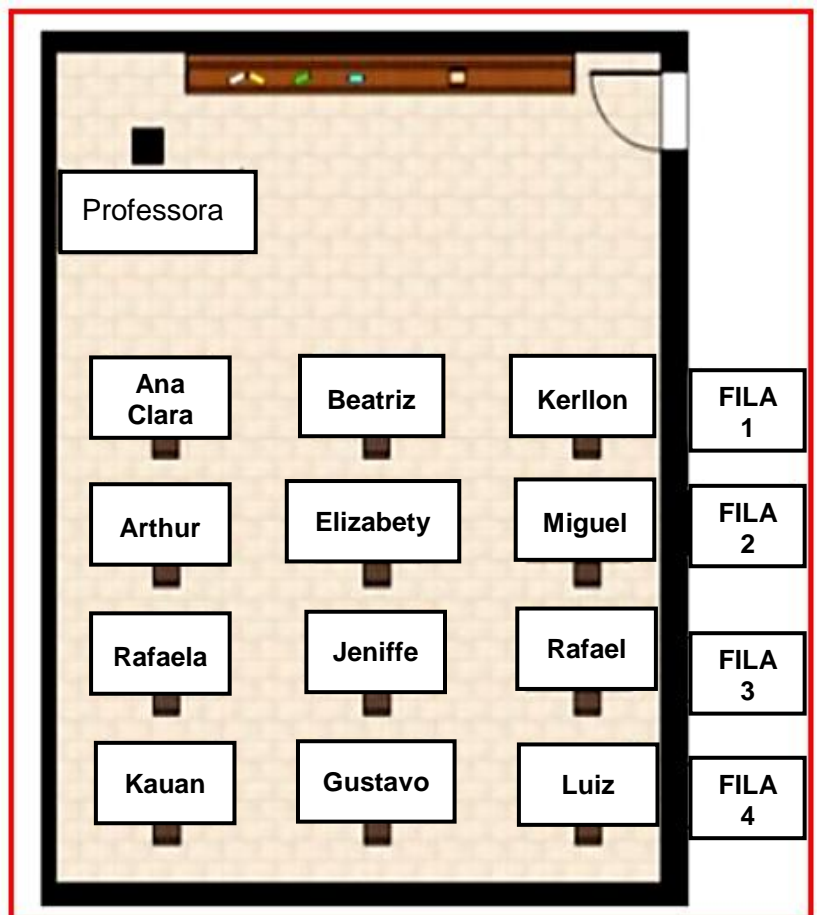 Professora
Ana
Clara
Beatriz
Kerllon
FILA
1
Arthur
Elizabety
Miguel
FILA
2
Rafaela
Jeniffe
Rafael
FILA
3
Kauan
Gustavo
Luiz
FILA
4